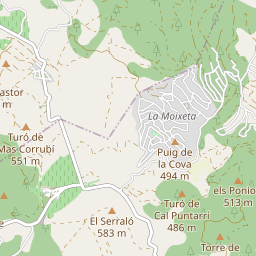 La Moixeta
astor
m
Turó de
Mas Corrubí
551 m
Puig de
la Cova
494 m
els Ponio
513 m
Turó de
Cal Puntarri
486 m
El Serraló
583 m
Torre de